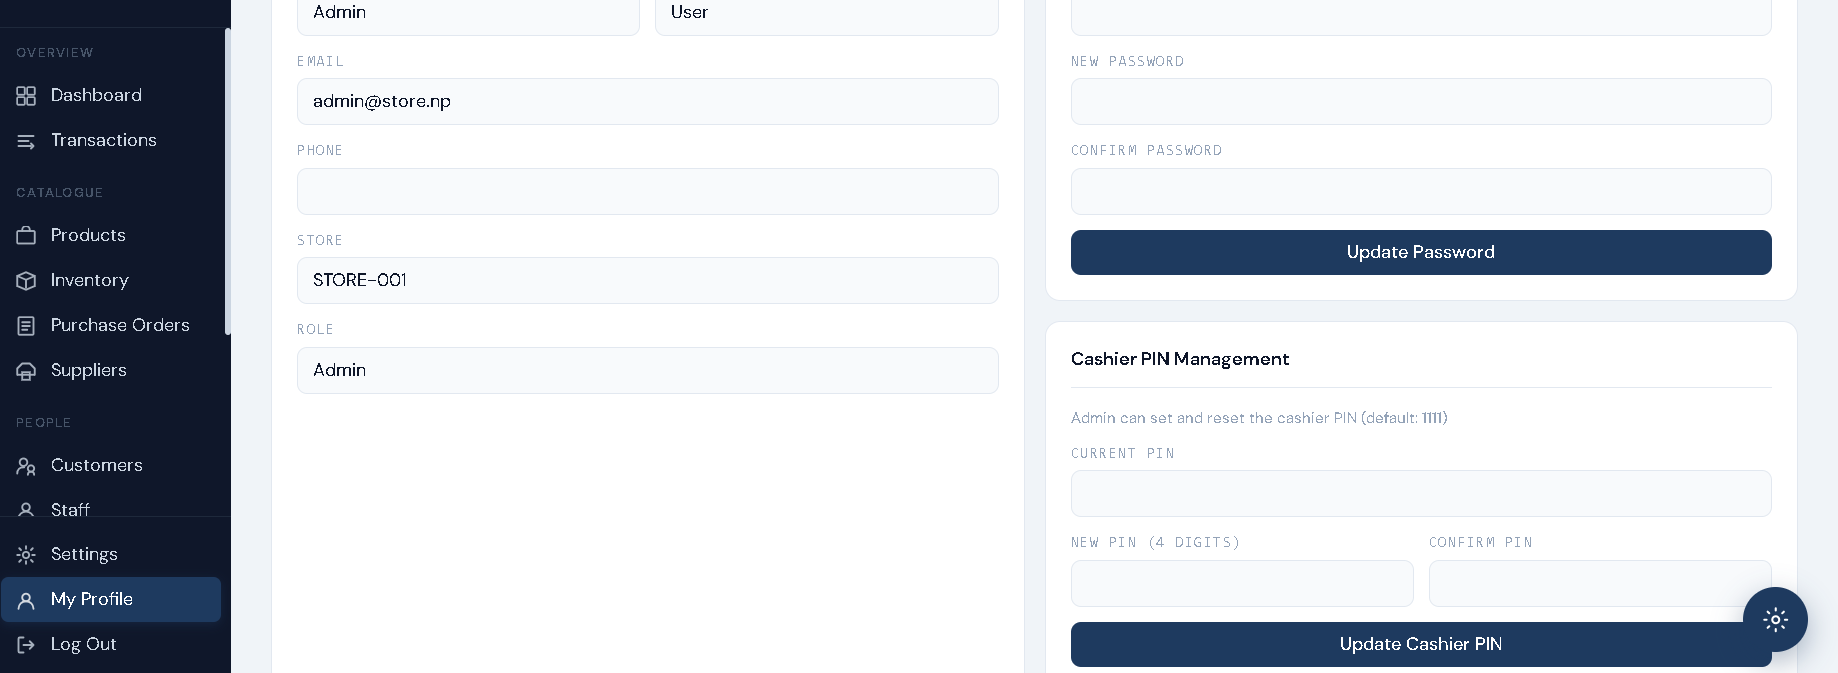 OVERVIEW
Dashboard
Transactions
CATALOGUE
Products
Inventory
Purchase Orders
Suppliers
PEOPLE
Customers
Staff
Settings
My Profile
Log Out
Admin
User
EMAIL
admin@store.np
PHONE
STORE
STORE-001
ROLE
Admin
NEW PASSWORD
CONFIRM PASSWORD
Update Password
Cashier PIN Management
Admin can set and reset the cashier PIN (default: 1111)
CURRENT PIN
NEW PIN (4 DIGITS)
CONFIRM PIN
Update Cashier PIN